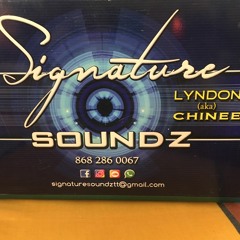 Signature
LYNDON
(aka)
CHINEE
SOUNDZ
868 286 0067
signaturesoundztt@gmail.com